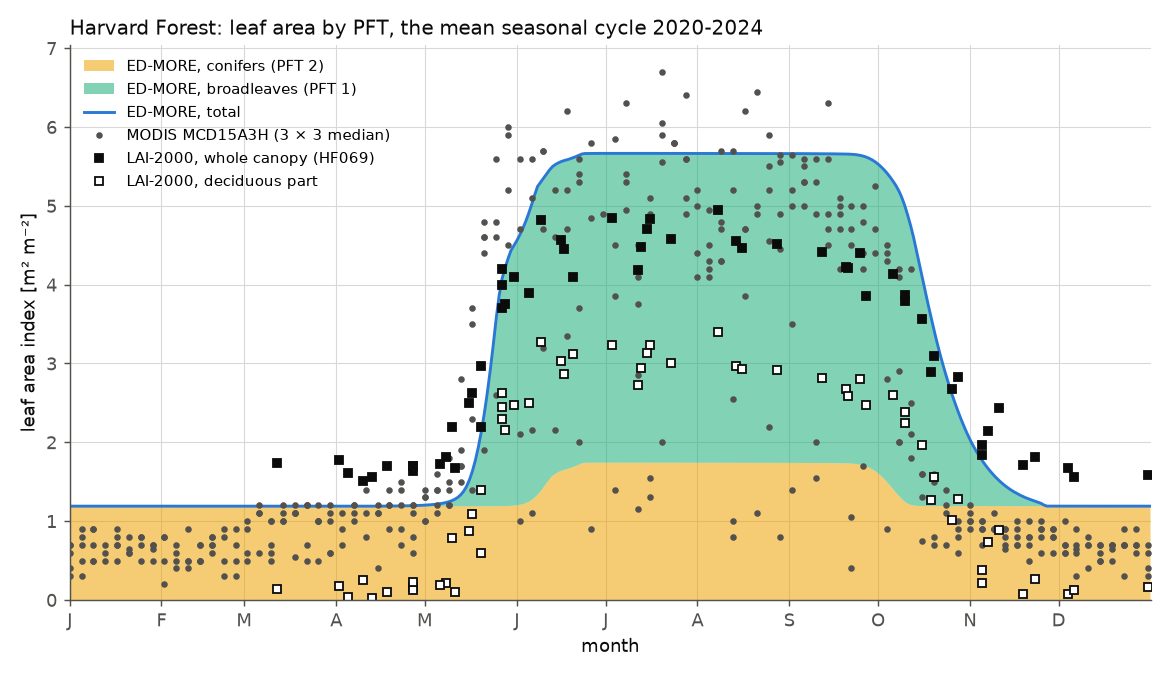 Harvard Forest: leaf area by PFT, the mean seasonal cycle 2020-2024
7
6
5
4
3
2
1
0
leaf area index [m² m⁻²]
ED-MORE, conifers (PFT 2)
ED-MORE, broadleaves (PFT 1)
ED-MORE, total
MODIS MCD15A3H (3 × 3 median)
LAI-2000, whole canopy (HF069)
LAI-2000, deciduous part
J F M A M J J A S O N D
month